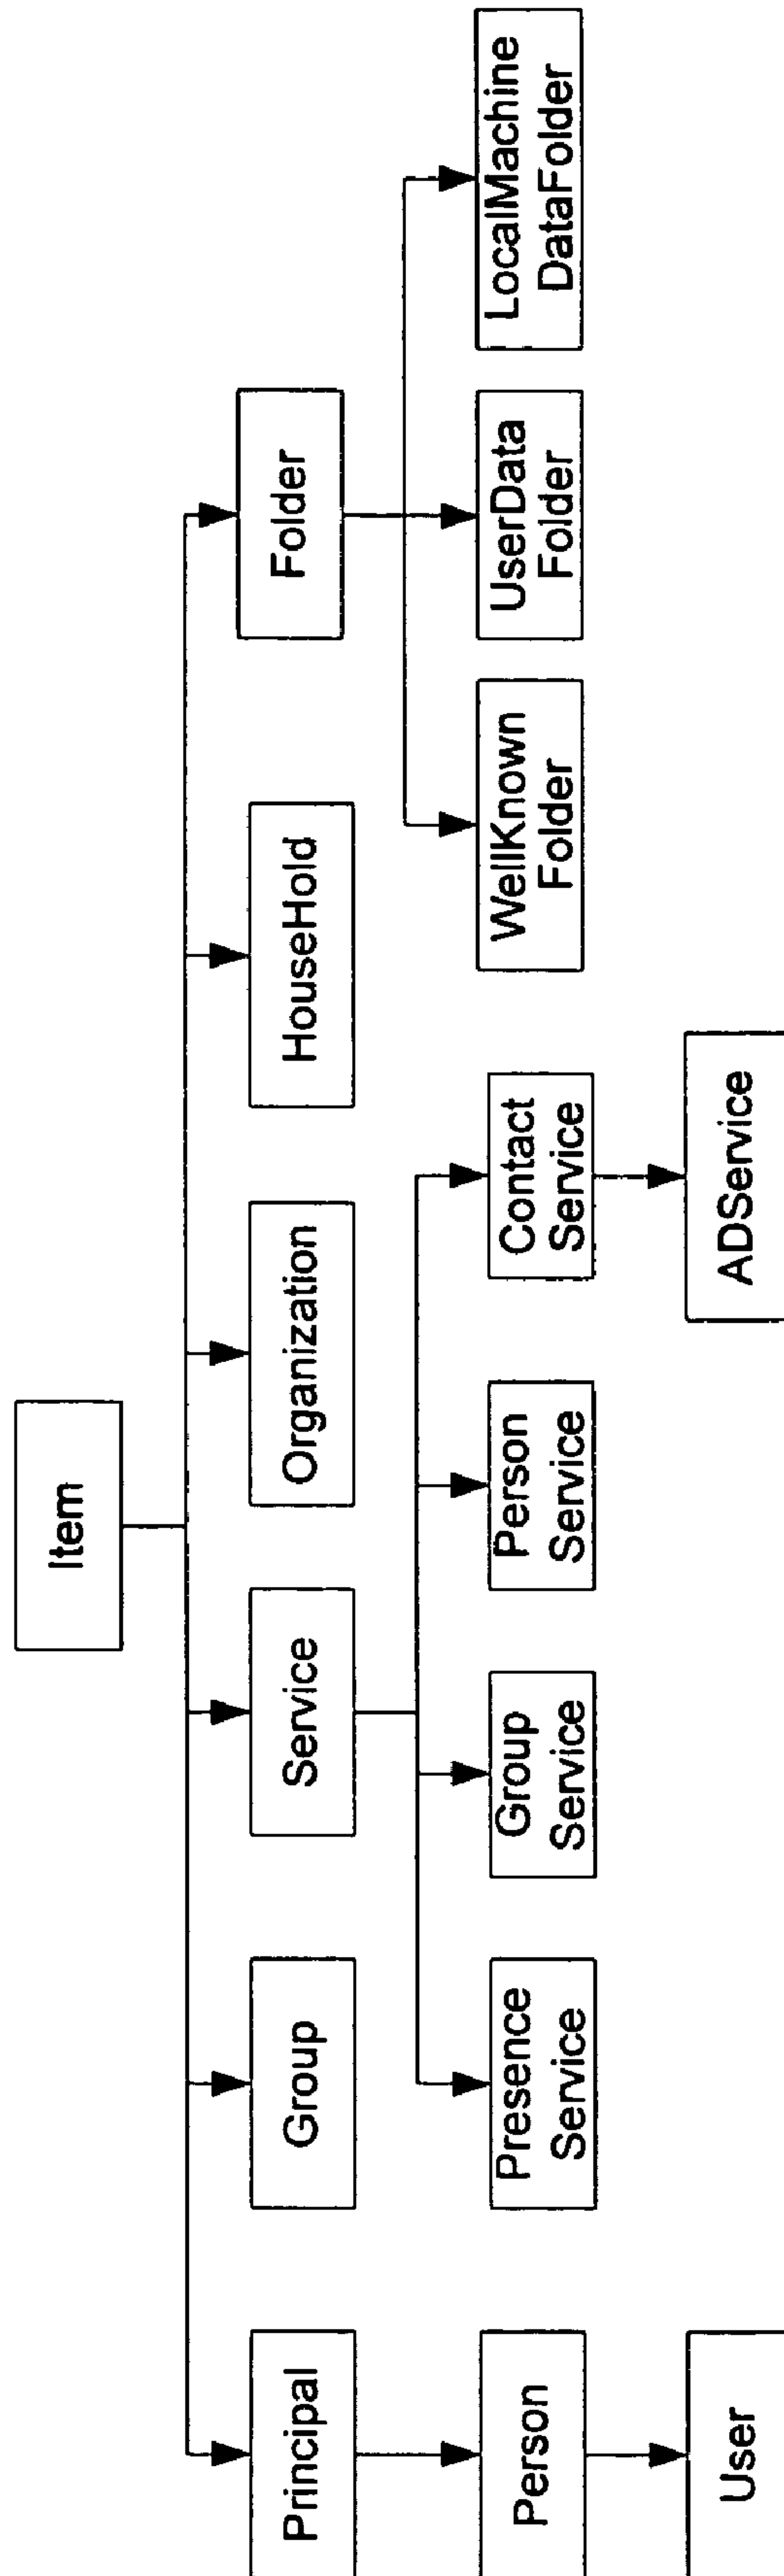 Item
Principal
Group
Service
Organization
HouseHold
Folder
Person
Presence
Service
Group
Service
Person
Service
Contact
Service
WellKnown
Folder
UserData
Folder
LocalMachine
DataFolder
User
ADService